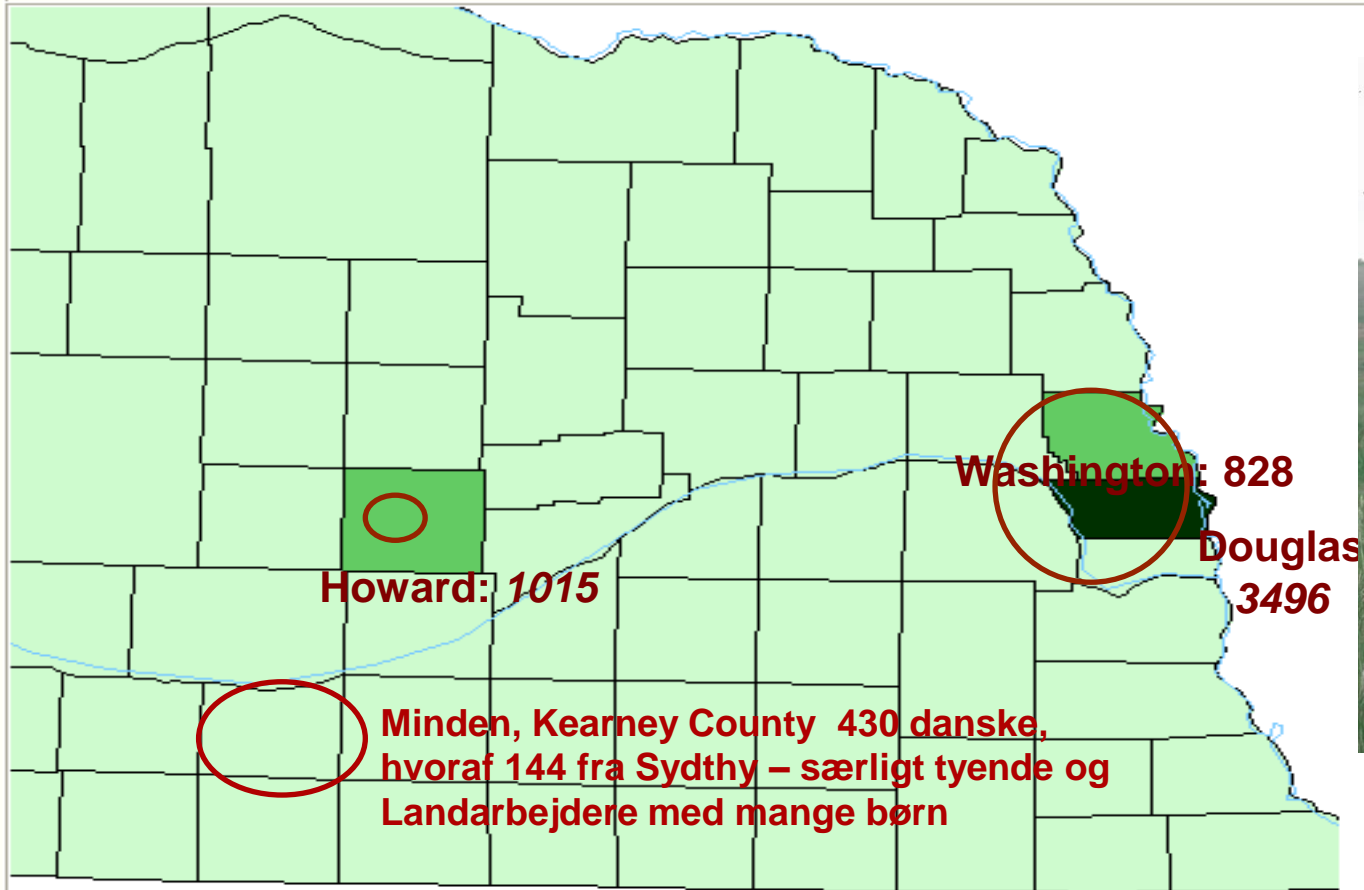 Washington: 828
Douglas
3496
Howard: 1015
Minden, Kearney County 430 danske,
hvoraf 144 fra Sydthy – særligt tyende og
Landarbejdere med mange børn